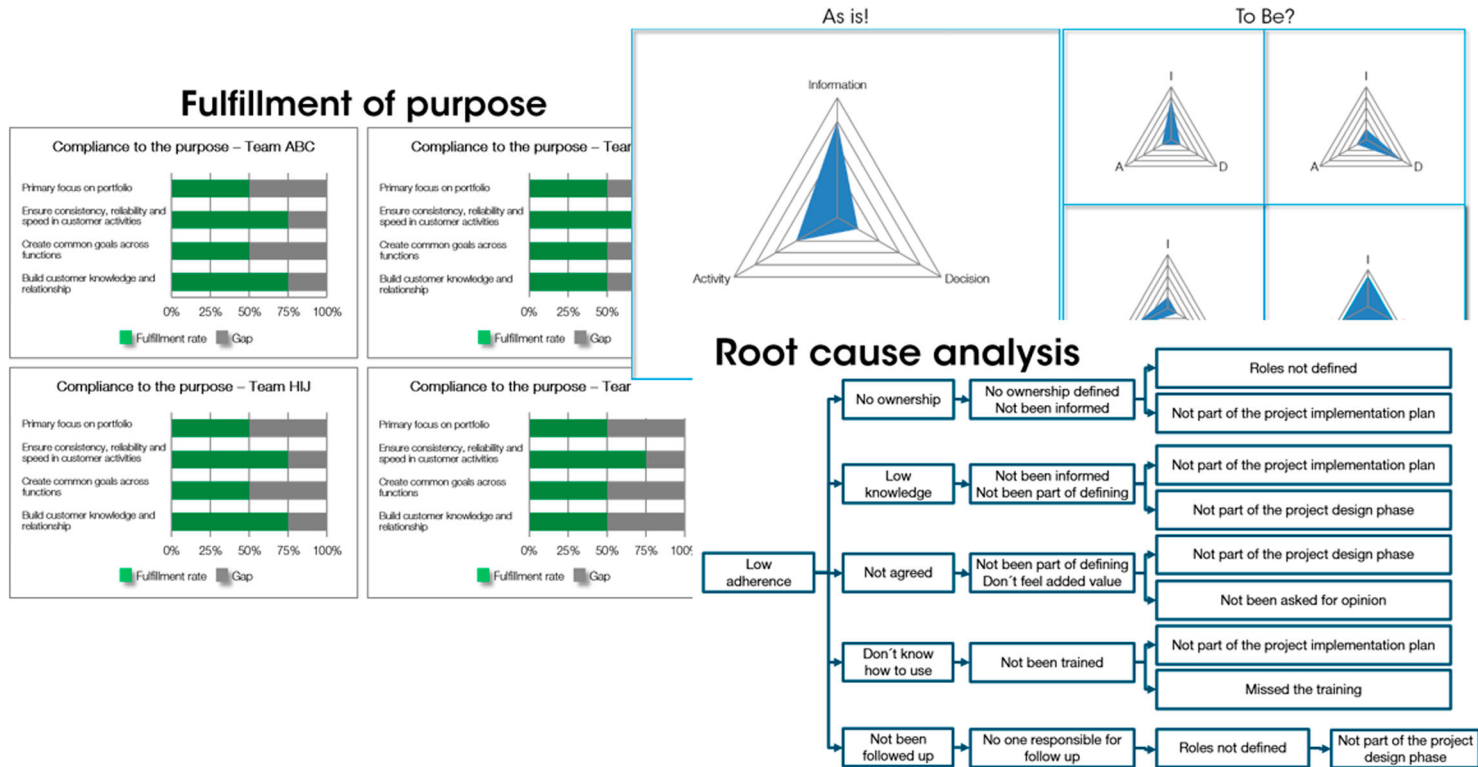 As is!
To Be?
Fulfillment of purpose
Compliance to the purpose – Team ABC
Primary focus on portfolio
Ensure consistency, reliability and
speed in customer activities
Create common goals across
functions
Build customer knowledge and
relationship
0% 25% 50% 75% 100%
Fulfillment rate Gap
Compliance to the purpose –
Primary focus on portfolio
Ensure consistency, reliability and
speed in customer activities
Create common goals across
functions
Build customer knowledge and
relationship
0% 25% 50%
Fulfillment rate Gap
Compliance to the purpose – Team HIJ
Primary focus on portfolio
Ensure consistency, reliability and
speed in customer activities
Create common goals across
functions
Build customer knowledge and
relationship
0% 25% 50% 75% 100%
Fulfillment rate Gap
Compliance to the purpose –
Primary focus on portfolio
Ensure consistency, reliability and
speed in customer activities
Create common goals across
functions
Build customer knowledge and
relationship
0% 25% 50% 75%
Fulfillment rate Gap
Information
Activity
Decision
I
A
D
I
A
D
I
I
Root cause analysis
Low
adherence
No ownership
No ownership defined
Not been informed
Roles not defined
Not part of the project implementation plan
Low
knowledge
Not been informed
Not been part of defining
Not part of the project implementation plan
Not part of the project design phase
Not agreed
Not been part of defining
Don´t feel added value
Not part of the project design phase
Not been asked for opinion
Don´t know
how to use
Not been trained
Not part of the project implementation plan
Missed the training
Not been
followed up
No one responsible for
follow up
Roles not defined
Not part of the project
design phase